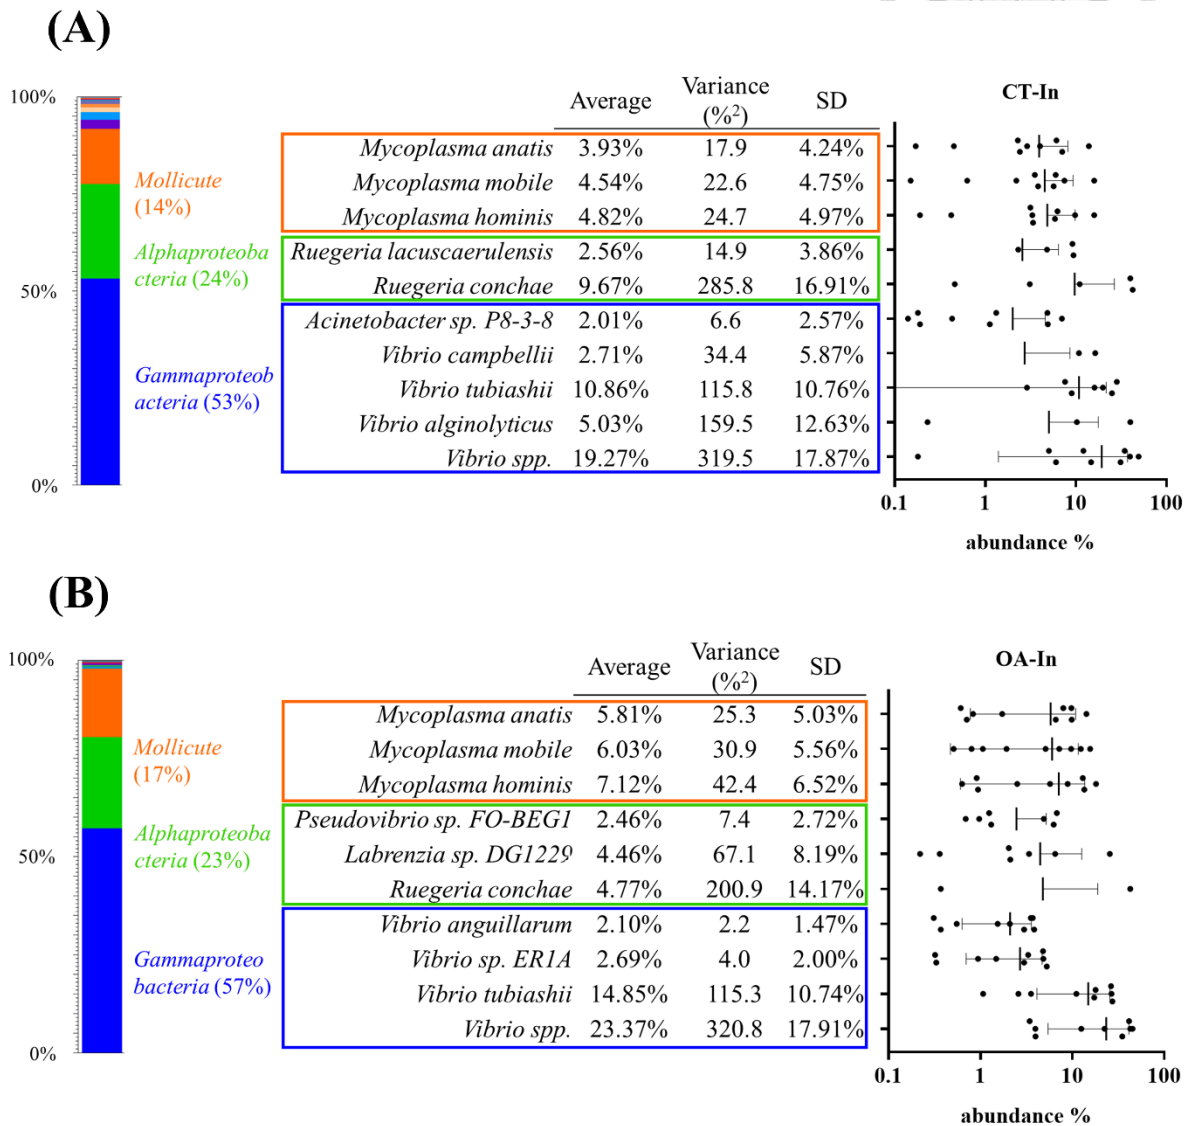 (A)
Average Variance SD
(%²)
CT-In
100%
50%
0%
Mollicute
(14%)
Alphaproteoba
cteria (24%)
Gammaproteob
acteria (53%)
Mycoplasma anatis 3.93% 17.9 4.24%
Mycoplasma mobile 4.54% 22.6 4.75%
Mycoplasma hominis 4.82% 24.7 4.97%
Ruegeria lacuscaerulensis 2.56% 14.9 3.86%
Ruegeria conchae 9.67% 285.8 16.91%
Acinetobacter sp. P8-3-8 2.01% 6.6 2.57%
Vibrio campbellii 2.71% 34.4 5.87%
Vibrio tubiashii 10.86% 115.8 10.76%
Vibrio alginolyticus 5.03% 159.5 12.63%
Vibrio spp. 19.27% 319.5 17.87%
0.1 1 10 100
abundance %
(B)
Average Variance SD
(%²)
OA-In
100%
50%
0%
Mollicute
(17%)
Alphaproteoba
cteria (23%)
Gammaproteo
bacteria (57%)
Mycoplasma anatis 5.81% 25.3 5.03%
Mycoplasma mobile 6.03% 30.9 5.56%
Mycoplasma hominis 7.12% 42.4 6.52%
Pseudovibrio sp. FO-BEG1 2.46% 7.4 2.72%
Labrenzia sp. DG1229 4.46% 67.1 8.19%
Ruegeria conchae 4.77% 200.9 14.17%
Vibrio anguillarum 2.10% 2.2 1.47%
Vibrio sp. ER1A 2.69% 4.0 2.00%
Vibrio tubiashii 14.85% 115.3 10.74%
Vibrio spp. 23.37% 320.8 17.91%
0.1 1 10 100
abundance %